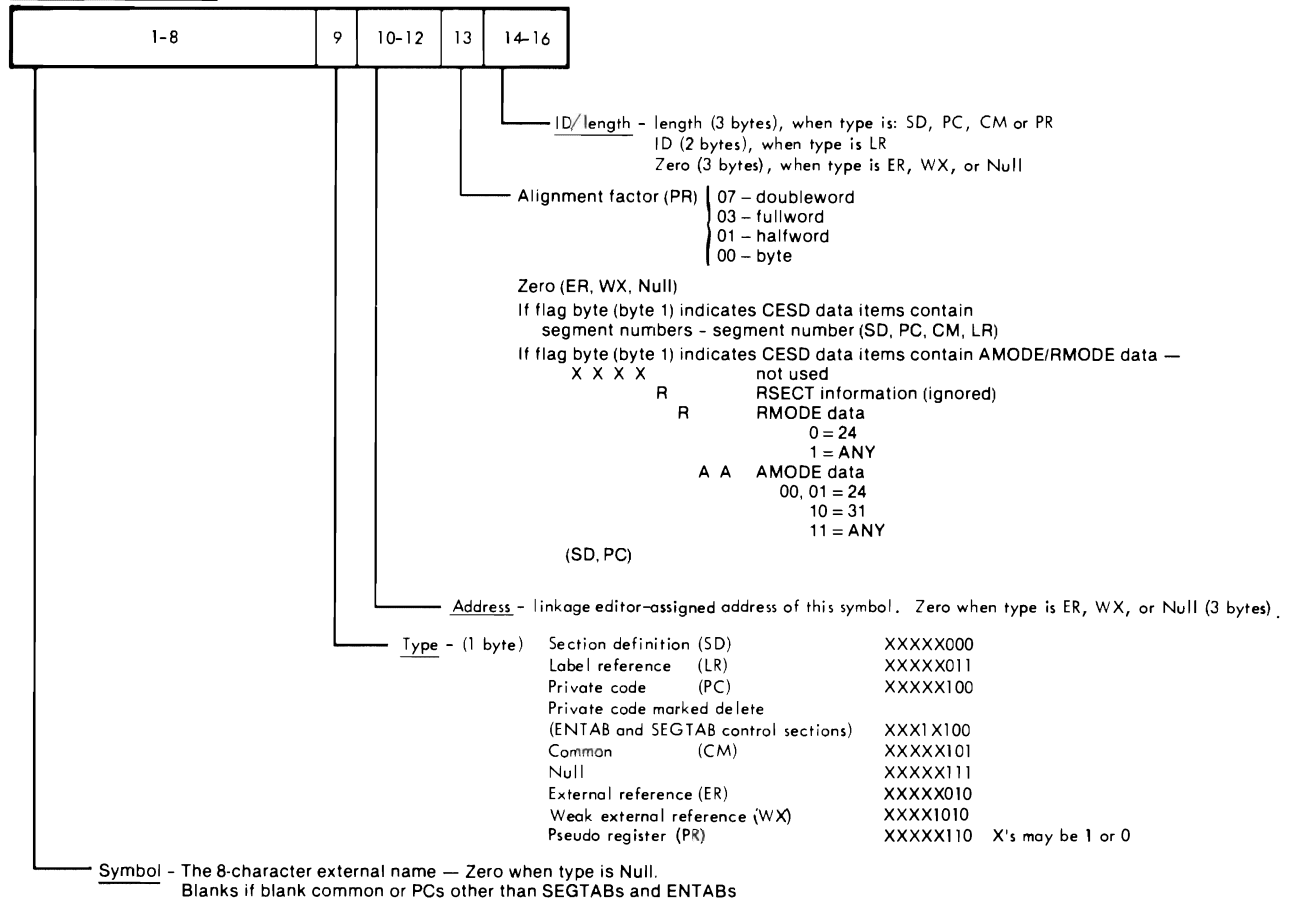 1-8 9 10-12 13 14-16
ID/length - length (3 bytes), when type is: SD, PC, CM or PR
ID (2 bytes), when type is LR
Zero (3 bytes), when type is ER, WX, or Null
Alignment factor (PR) 07 – doubleword
03 – fullword
01 – halfword
00 – byte
Zero (ER, WX, Null)
If flag byte (byte 1) indicates CESD data items contain
segment numbers - segment number (SD, PC, CM, LR)
If flag byte (byte 1) indicates CESD data items contain AMODE/RMODE data —
X X X X not used
R RSECT information (ignored)
R RMODE data
0 = 24
1 = ANY
A A AMODE data
00, 01 = 24
10 = 31
11 = ANY
(SD, PC)
Address - linkage editor-assigned address of this symbol. Zero when type is ER, WX, or Null (3 bytes).
Type - (1 byte) Section definition (SD) XXXXX000
Label reference (LR) XXXXX011
Private code (PC) XXXXX100
Private code marked delete
(ENTAB and SEGTAB control sections) XXX1X100
Common (CM) XXXXX101
Null XXXXX111
External reference (ER) XXXXX010
Weak external reference (WX) XXXX1010
Pseudo register (PR) XXXXX110 X's may be 1 or 0
Symbol - The 8-character external name — Zero when type is Null.
Blanks if blank common or PCs other than SEGTABs and ENTABs